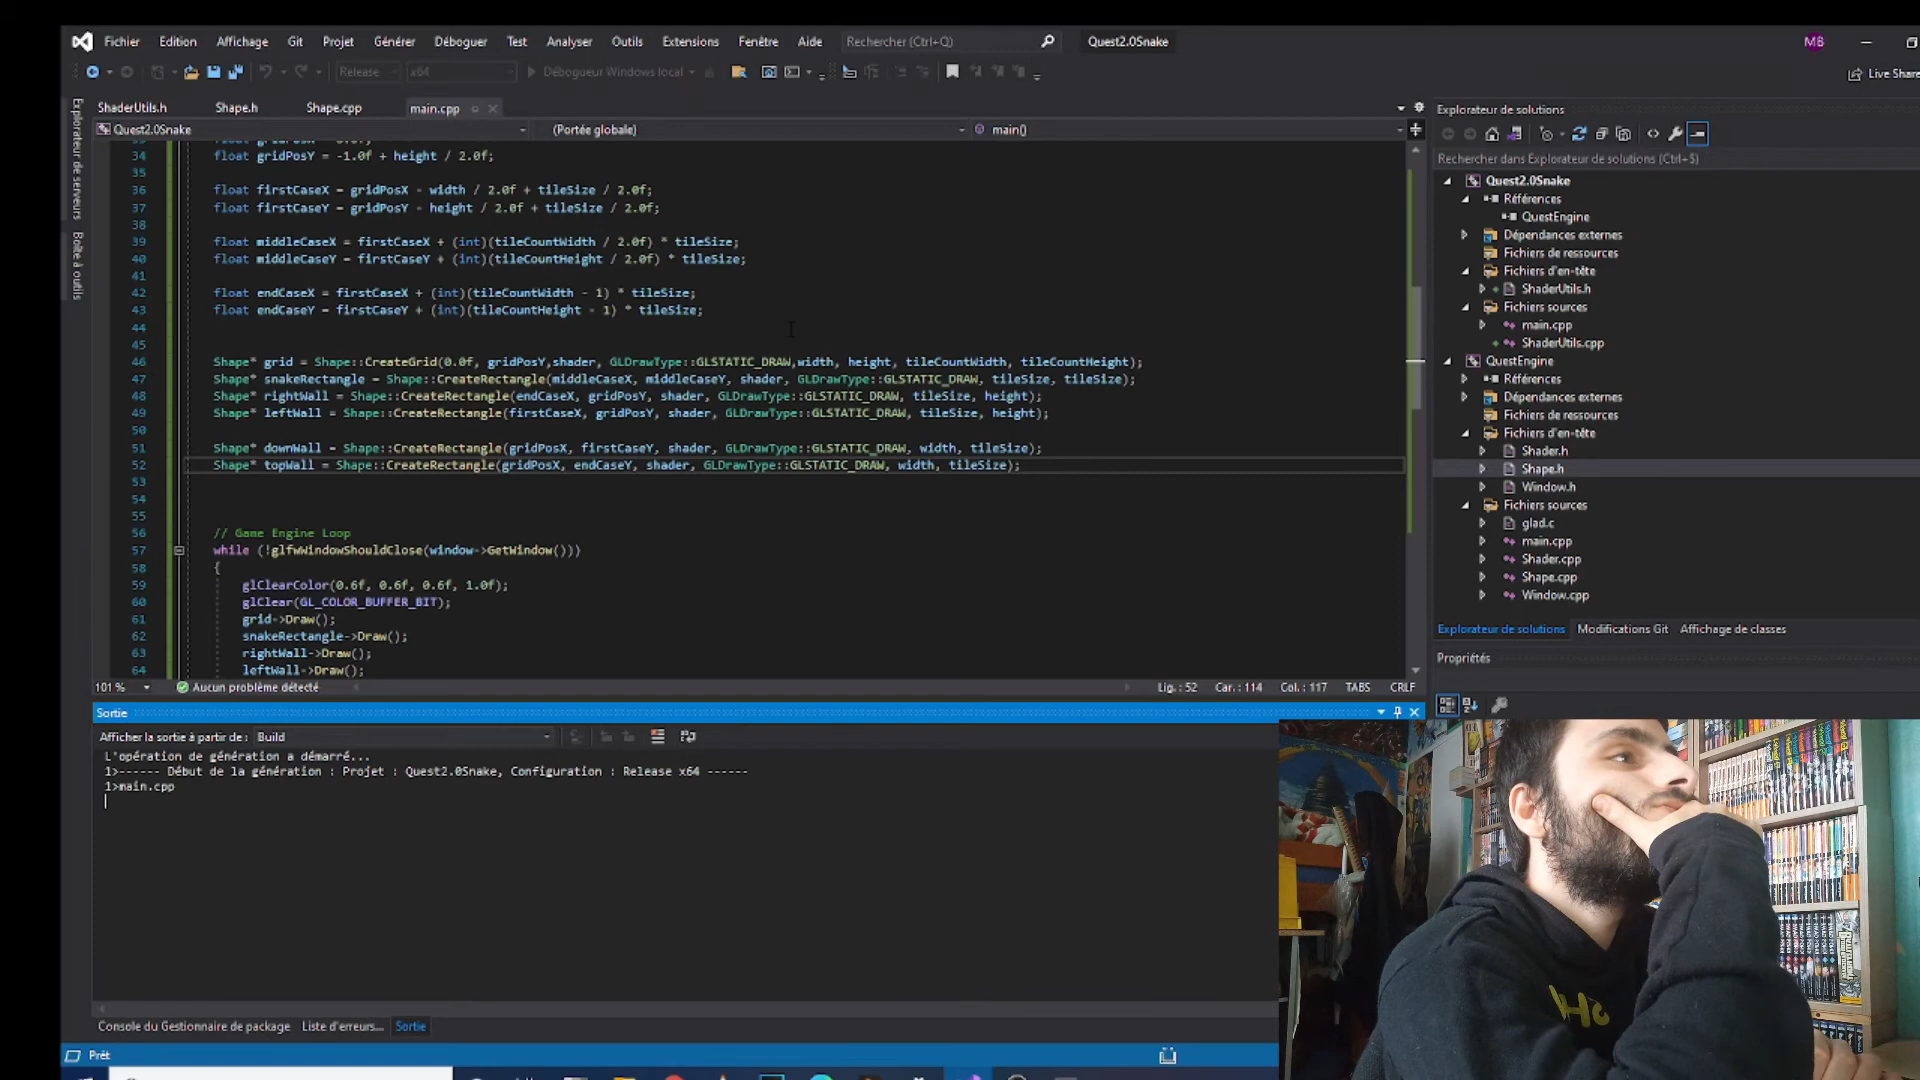 Fichier Edition Affichage Git Projet Générer Déboguer Test Analyser Outils Extensions Fenêtre Aide Rechercher (Ctrl+Q) Quest2.0Snake MB
Release x64 Débogueur Windows local Live Share
ShaderUtils.h Shape.h Shape.cpp main.cpp
Quest2.0Snake (Portée globale) main()
Explorateur de serveurs
Boîte à outils
34 float gridPosY = -1.0f + height / 2.0f;
35
36 float firstCaseX = gridPosX - width / 2.0f + tileSize / 2.0f;
37 float firstCaseY = gridPosY - height / 2.0f + tileSize / 2.0f;
38
39 float middleCaseX = firstCaseX + (int)(tileCountWidth / 2.0f) * tileSize;
40 float middleCaseY = firstCaseY + (int)(tileCountHeight / 2.0f) * tileSize;
41
42 float endCaseX = firstCaseX + (int)(tileCountWidth - 1) * tileSize;
43 float endCaseY = firstCaseY + (int)(tileCountHeight - 1) * tileSize;
44
45
46 Shape* grid = Shape::CreateGrid(0.0f, gridPosY,shader, GLDrawType::GLSTATIC_DRAW,width, height, tileCountWidth, tileCountHeight);
47 Shape* snakeRectangle = Shape::CreateRectangle(middleCaseX, middleCaseY, shader, GLDrawType::GLSTATIC_DRAW, tileSize, tileSize);
48 Shape* rightWall = Shape::CreateRectangle(endCaseX, gridPosY, shader, GLDrawType::GLSTATIC_DRAW, tileSize, height);
49 Shape* leftWall = Shape::CreateRectangle(firstCaseX, gridPosY, shader, GLDrawType::GLSTATIC_DRAW, tileSize, height);
50
51 Shape* downWall = Shape::CreateRectangle(gridPosX, firstCaseY, shader, GLDrawType::GLSTATIC_DRAW, width, tileSize);
52 Shape* topWall = Shape::CreateRectangle(gridPosX, endCaseY, shader, GLDrawType::GLSTATIC_DRAW, width, tileSize);
53
54
55
56 // Game Engine Loop
57 while (!glfwWindowShouldClose(window->GetWindow()))
58 {
59 glClearColor(0.6f, 0.6f, 0.6f, 1.0f);
60 glClear(GL_COLOR_BUFFER_BIT);
61 grid->Draw();
62 snakeRectangle->Draw();
63 rightWall->Draw();
64 leftWall->Draw();
101 % Aucun problème détecté Lig.: 52 Car.: 114 Col.: 117 TABS CRLF
Sortie
Afficher la sortie à partir de : Build
L'opération de génération a démarré...
1>------ Début de la génération : Projet : Quest2.0Snake, Configuration : Release x64 ------
1>main.cpp
Console du Gestionnaire de package Liste d'erreurs... Sortie
Prêt
Explorateur de solutions
Rechercher dans Explorateur de solutions (Ctrl+$)
Quest2.0Snake
Références
QuestEngine
Dépendances externes
Fichiers de ressources
Fichiers d'en-tête
ShaderUtils.h
Fichiers sources
main.cpp
ShaderUtils.cpp
QuestEngine
Références
Dépendances externes
Fichiers de ressources
Fichiers d'en-tête
Shader.h
Shape.h
Window.h
Fichiers sources
glad.c
main.cpp
Shader.cpp
Shape.cpp
Window.cpp
Explorateur de solutions Modifications Git Affichage de classes
Propriétés